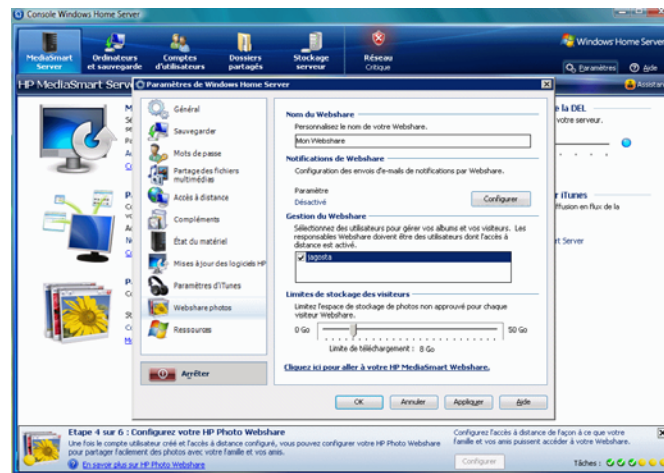 Console Windows Home Server
MediaSmart
Server
Ordinateurs
et sauvegarde
Comptes
d'utilisateurs
Dossiers
partagés
Stockage
serveur
Réseau
Critique
Windows Home Server
Paramètres
Aide
HP MediaSmart Serv
Assistan
Paramètres de Windows Home Server
Général
Sauvegarder
Mots de passe
Partage des fichiers
multimédias
Accès à distance
Compléments
État du matériel
Mises à jour des logiciels HP
Paramètres d'iTunes
Webshare photos
Ressources
Arrêter
Nom du Webshare
Personnalisez le nom de votre Webshare.
Mon Webshare
Notifications de Webshare
Configuration des envois d'e-mails de notifications par Webshare.
Paramètre
Désactivé
Configurer
Gestion du Webshare
Sélectionnez des utilisateurs pour gérer vos albums et vos visiteurs. Les
responsables Webshare doivent être des utilisateurs dont l'accès à
distance est activé.
jagosta
Limites de stockage des visiteurs
Limitez l'espace de stockage de photos non approuvé pour chaque
visiteur Webshare.
0 Go
50 Go
Limite de téléchargement : 8 Go
Cliquez ici pour aller à votre HP MediaSmart Webshare.
OK
Annuler
Appliquer
Aide
e la DEL
votre serveur.
r iTunes
ffusion en flux de la
rt Server
Etape 4 sur 6 : Configurez votre HP Photo Webshare
Une fois le compte utilisateur créé et l'accès à distance configuré, vous pouvez configurer votre HP Photo Webshare
pour partager facilement des photos avec votre famille et vos amis.
En savoir plus sur HP Photo Webshare
Configurez l'accès à distance de façon à ce que votre
famille et vos amis puissent accéder à votre Webshare.
Configurer
Tâches :